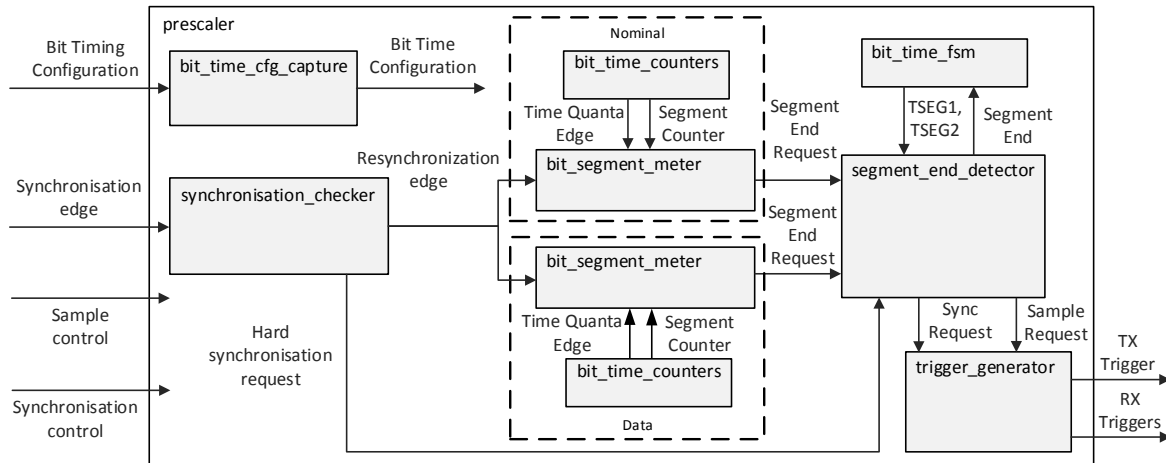 prescaler
Bit Timing
Configuration
bit_time_cfg_capture
Bit Time
Configuration
Nominal
bit_time_counters
Time Quanta
Edge
Segment
Counter
bit_segment_meter
Segment
End
Request
bit_time_fsm
TSEG1,
TSEG2
Segment
End
Synchronisation
edge
synchronisation_checker
Resynchronization
edge
segment_end_detector
Segment
End
Request
bit_segment_meter
Time Quanta
Edge
Segment
Counter
bit_time_counters
Data
Sample
control
Hard
synchronisation
request
Synchronisation
control
Sync
Request
Sample
Request
trigger_generator
TX
Trigger
RX
Triggers